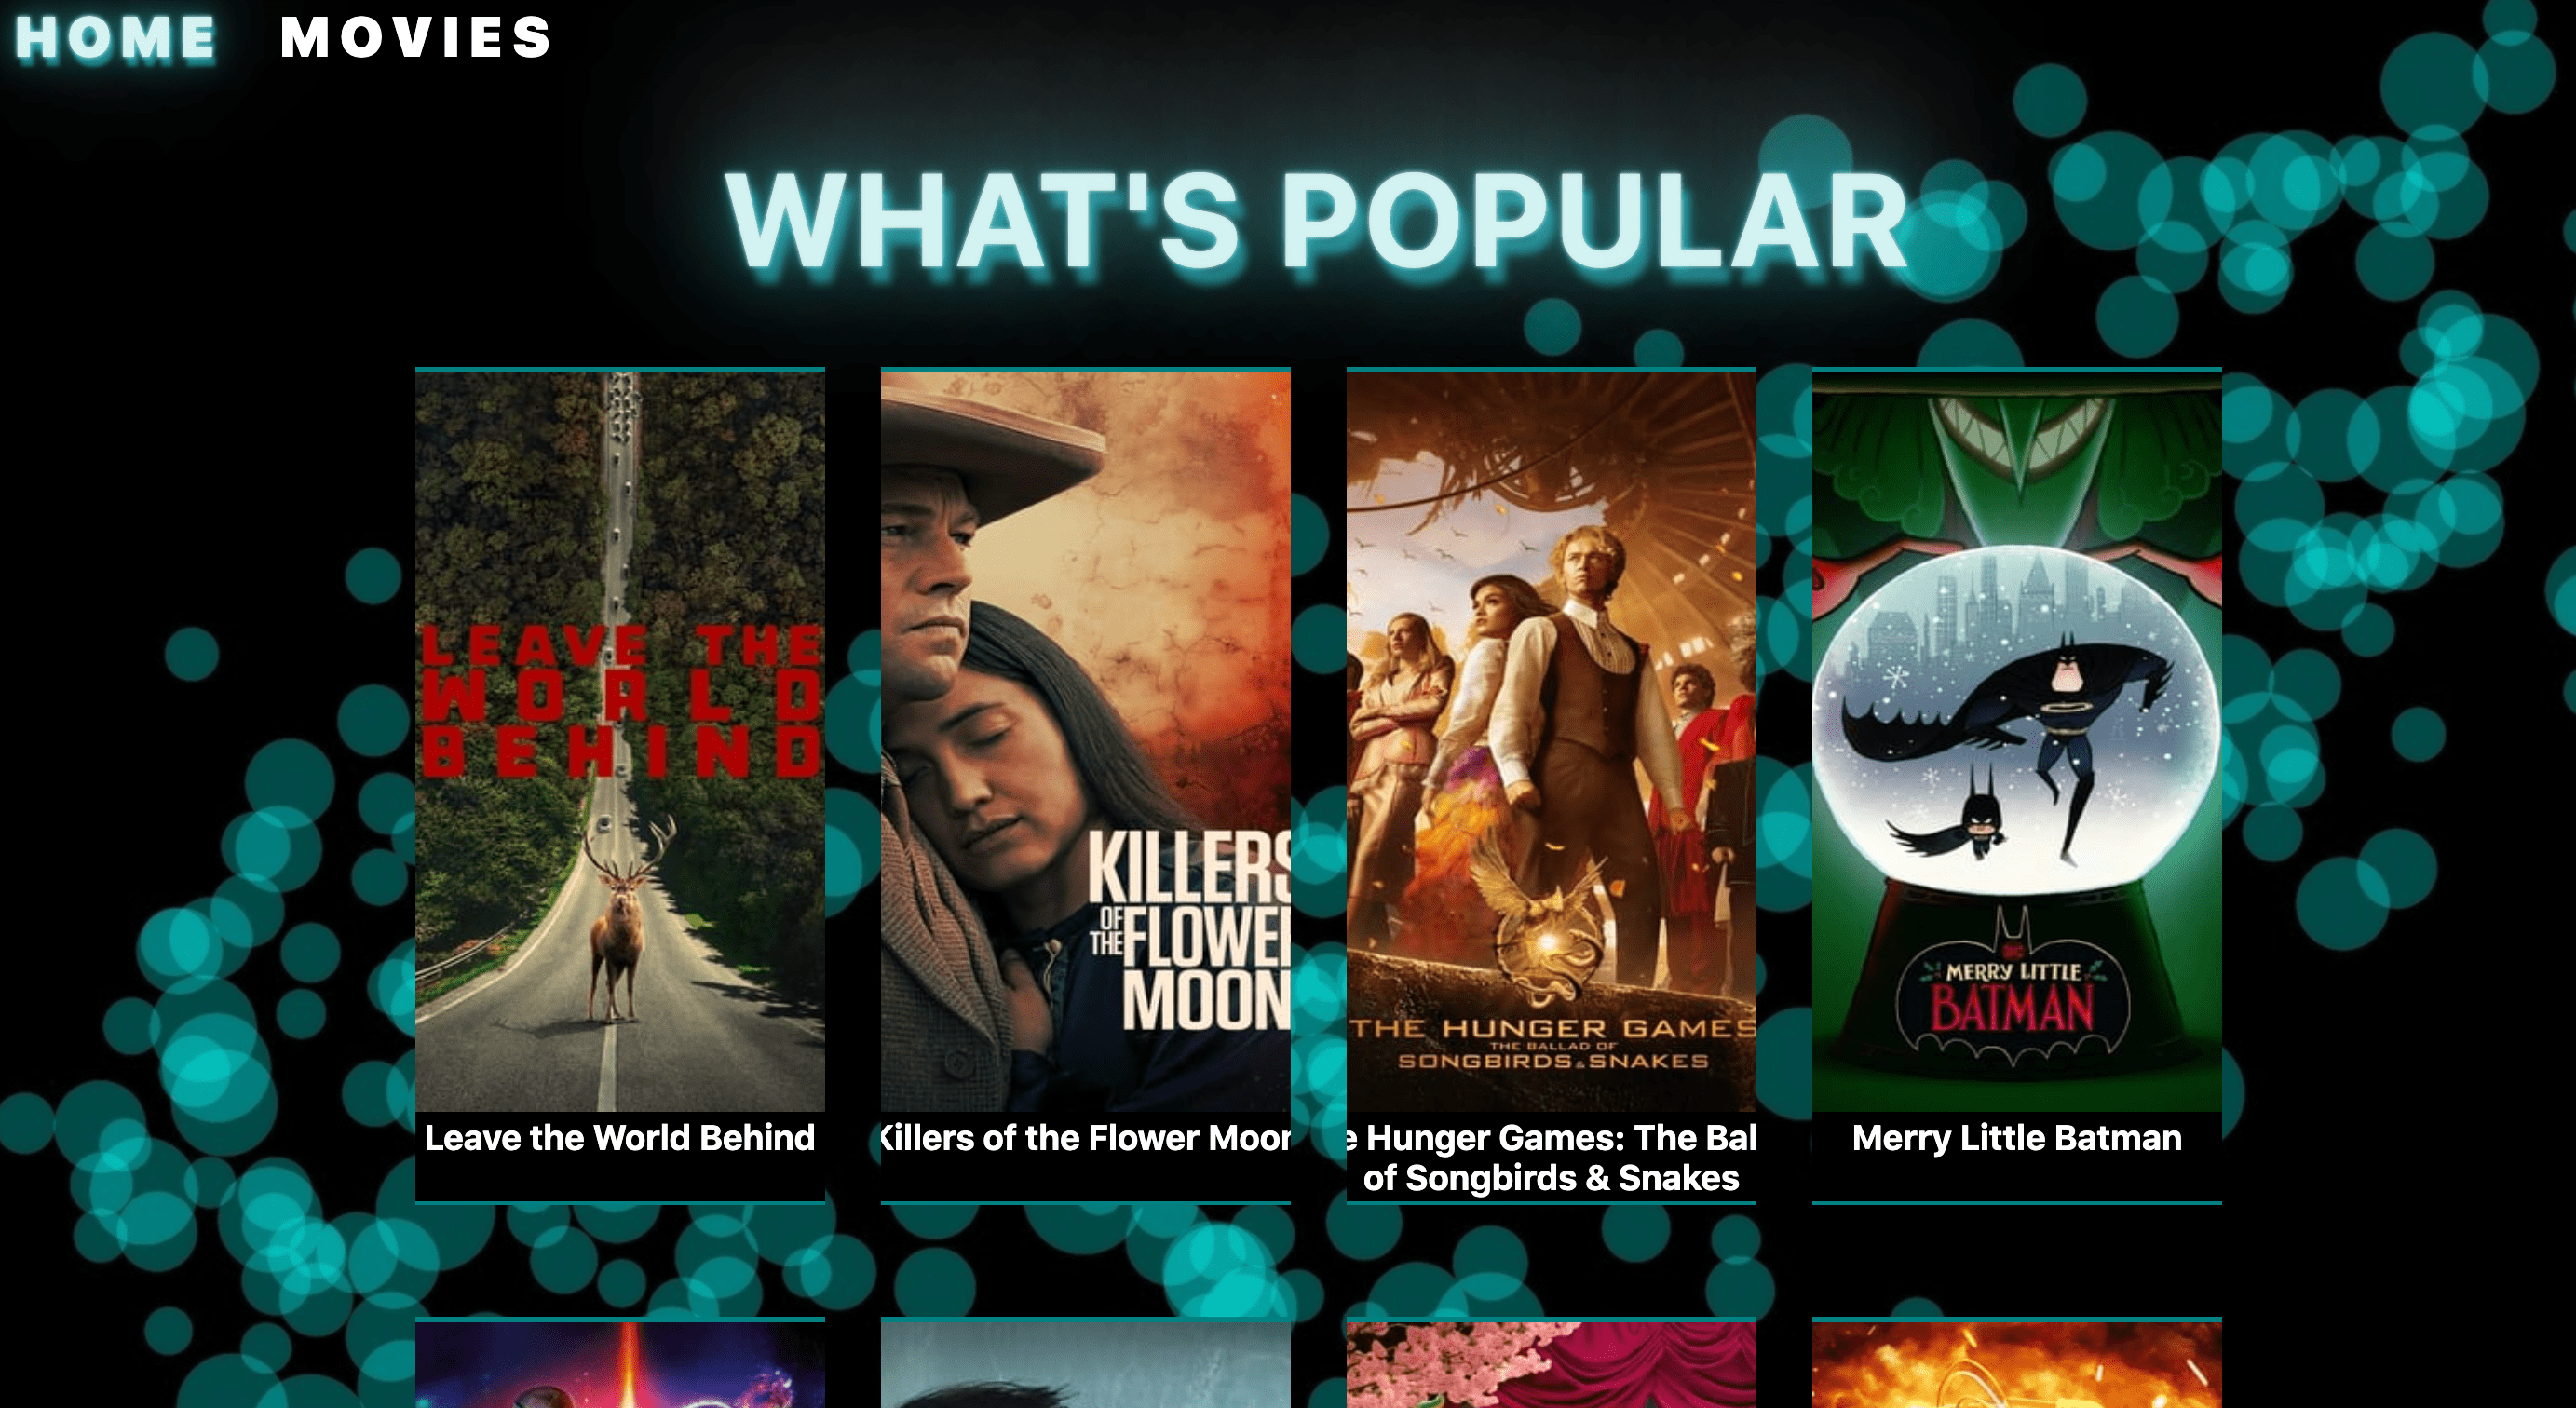 HOME MOVIES
WHAT'S POPULAR
LEAVE THE
WORLD
BEHIND
KILLERS
OF
THE FLOWER
MOON
THE HUNGER GAMES
THE BALLAD OF
SONGBIRDS & SNAKES
DC
MERRY LITTLE
BATMAN
Leave the World Behind
Killers of the Flower Moon
e Hunger Games: The Bal
of Songbirds & Snakes
Merry Little Batman